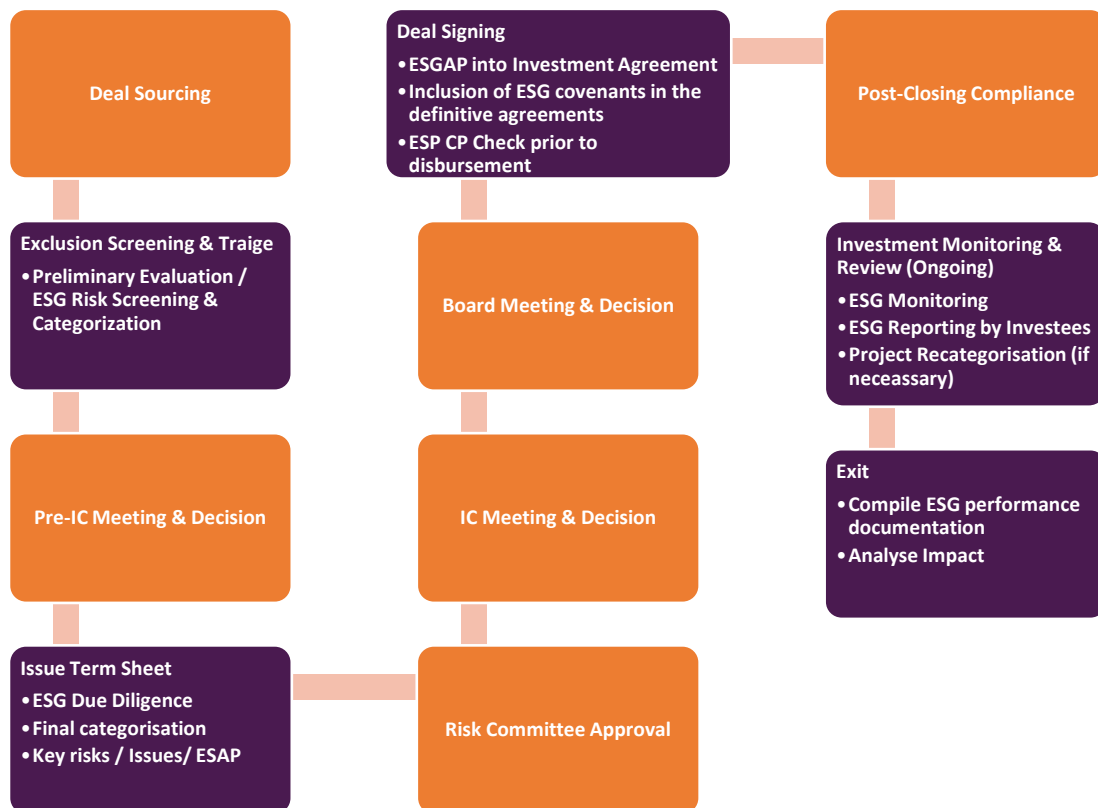 Deal Sourcing
Exclusion Screening & Traige
•Preliminary Evaluation /
ESG Risk Screening &
Categorization
Pre-IC Meeting & Decision
Issue Term Sheet
•ESG Due Diligence
•Final categorisation
•Key risks / Issues/ ESAP
Risk Committee Approval
IC Meeting & Decision
Board Meeting & Decision
Deal Signing
•ESGAP into Investment Agreement
•Inclusion of ESG covenants in the
definitive agreements
•ESP CP Check prior to
disbursement
Post-Closing Compliance
Investment Monitoring &
Review (Ongoing)
•ESG Monitoring
•ESG Reporting by Investees
•Project Recategorisation (if
neceassary)
Exit
•Compile ESG performance
documentation
•Analyse Impact